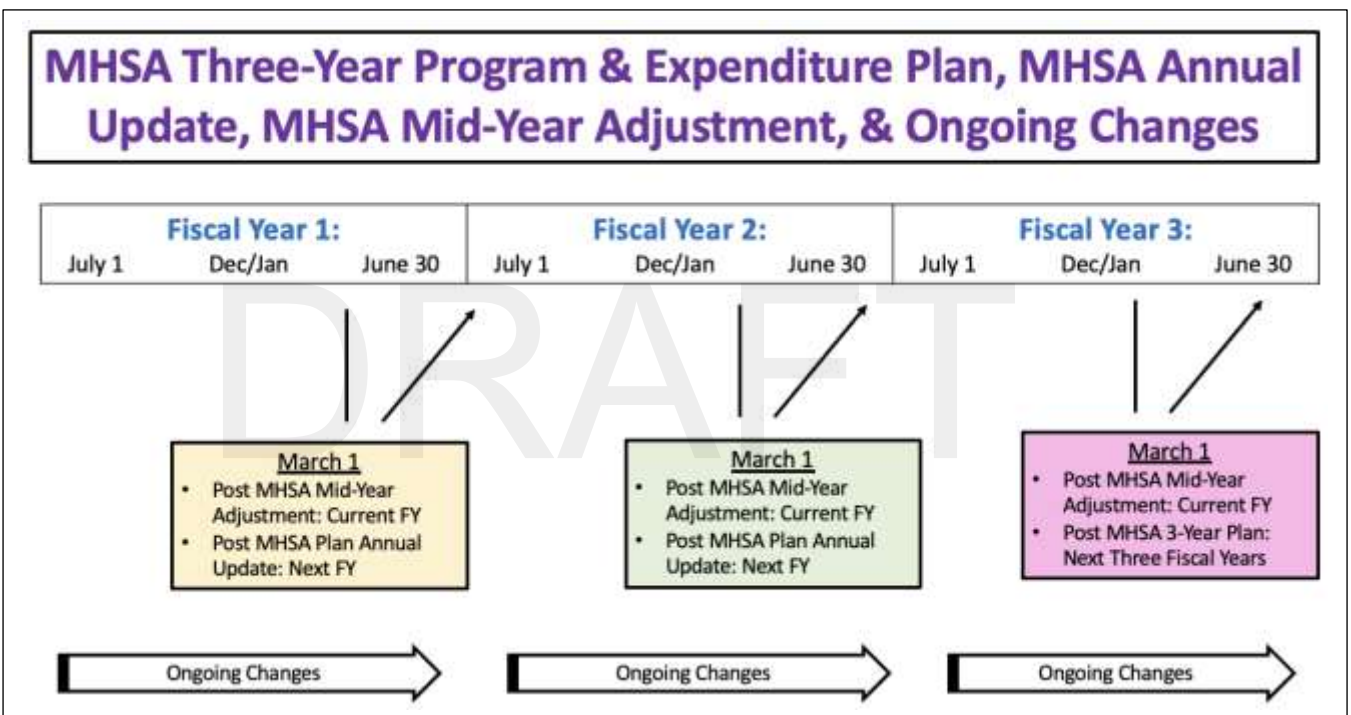 MHSA Three-Year Program & Expenditure Plan, MHSA Annual
Update, MHSA Mid-Year Adjustment, & Ongoing Changes
Fiscal Year 1:
July 1 Dec/Jan June 30
Fiscal Year 2:
July 1 Dec/Jan June 30
Fiscal Year 3:
July 1 Dec/Jan June 30
DRAFT
March 1
• Post MHSA Mid-Year
Adjustment: Current FY
• Post MHSA Plan Annual
Update: Next FY
March 1
• Post MHSA Mid-Year
Adjustment: Current FY
• Post MHSA Plan Annual
Update: Next FY
March 1
• Post MHSA Mid-Year
Adjustment: Current FY
• Post MHSA 3-Year Plan:
Next Three Fiscal Years
Ongoing Changes
Ongoing Changes
Ongoing Changes